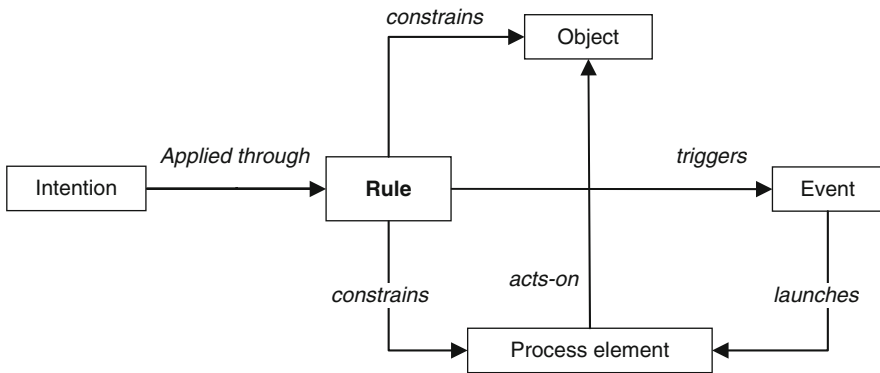 constrains
Object
Applied through
triggers
Intention
Rule
Event
constrains
acts-on
launches
Process element